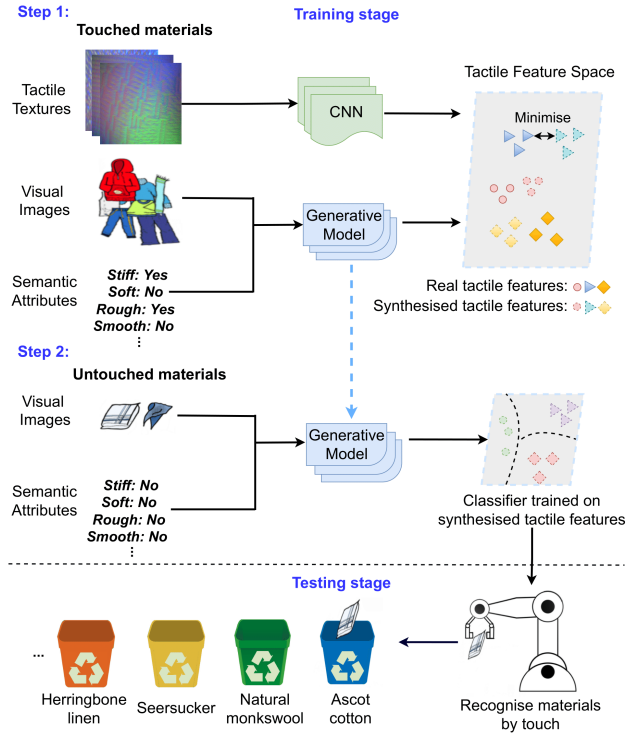 Step 1:
Training stage
Touched materials
Tactile
Textures
CNN
Tactile Feature Space
Minimise
Visual
Images
Generative
Model
Semantic
Attributes
Stiff: Yes
Soft: No
Rough: Yes
Smooth: No
...
Real tactile features:
Synthesised tactile features:
Step 2:
Untouched materials
Visual
Images
Generative
Model
Semantic
Attributes
Stiff: No
Soft: No
Rough: No
Smooth: No
...
Classifier trained on
synthesised tactile features
Testing stage
...
Herringbone
linen
Seersucker
Natural
monkswool
Ascot
cotton
Recognise materials
by touch